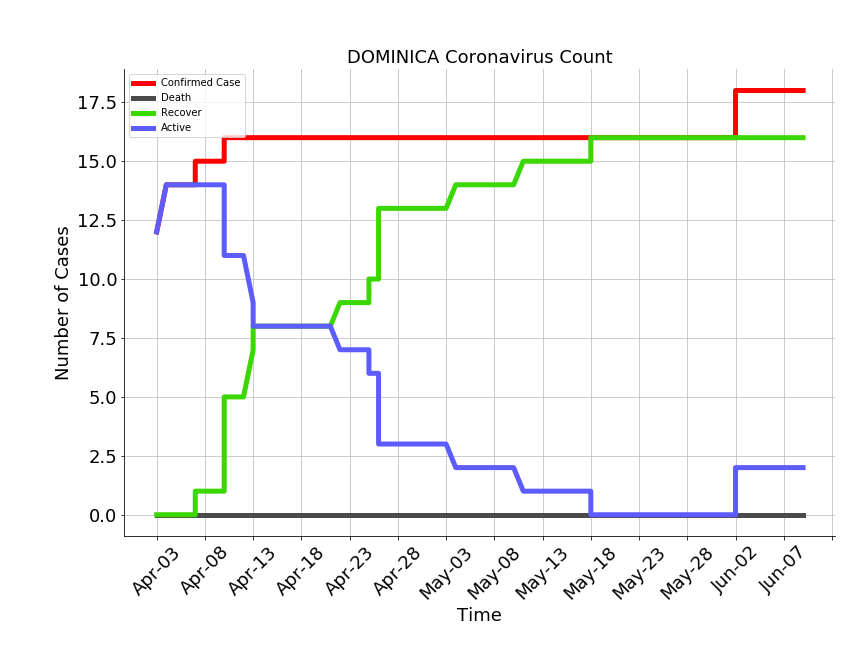 DOMINICA Coronavirus Count
Confirmed Case
Death
Recover
Active
17.5
15.0
12.5
10.0
7.5
5.0
2.5
0.0
Number of Cases
Apr-03
Apr-08
Apr-13
Apr-18
Apr-23
Apr-28
May-03
May-08
May-13
May-18
May-23
May-28
Jun-02
Jun-07
Time